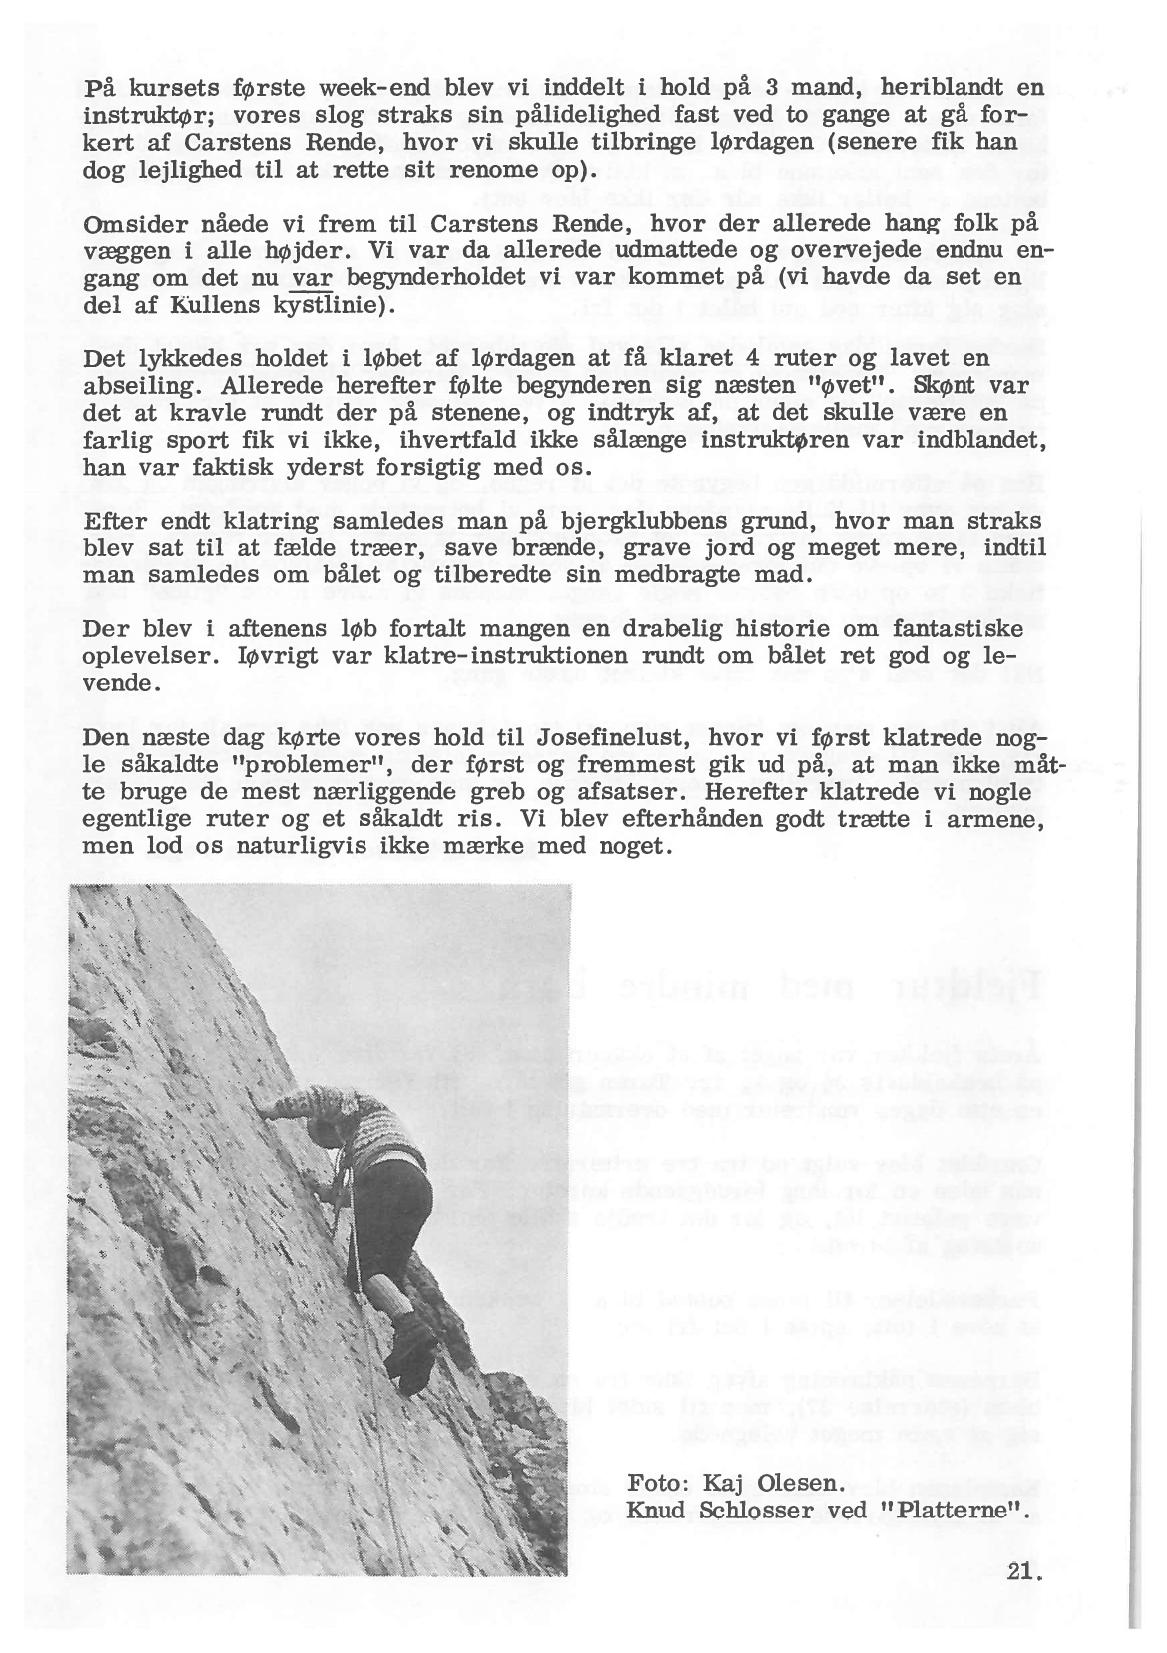 På kursets første week-end blev vi inddelt i hold på 3 mand, heriblandt en
instruktør; vores slog straks sin pålidelighed fast ved to gange at gå for-
kert af Carstens Rende, hvor vi skulle tilbringe lørdagen (senere fik han
dog lejlighed til at rette sit renome op).
Omsider nåede vi frem til Carstens Rende, hvor der allerede hang folk på
væggen i alle højder. Vi var da allerede udmattede og overvejede endnu en-
gang om det nu var begynderholdet vi var kommet på (vi havde da set en
del af Kullens kystlinie).
Det lykkedes holdet i løbet af lørdagen at få klaret 4 ruter og lavet en
abseiling. Allerede herefter følte begynderen sig næsten "øvet". Skønt var
det at kravle rundt der på stenene, og indtryk af, at det skulle være en
farlig sport fik vi ikke, ihvertfald ikke sålænge instruktøren var indblandet,
han var faktisk yderst forsigtig med os.
Efter endt klatring samledes man på bjergklubbens grund, hvor man straks
blev sat til at fælde træer, save brænde, grave jord og meget mere, indtil
man samledes om bålet og tilberedte sin medbragte mad.
Der blev i aftenens løb fortalt mangen en drabelig historie om fantastiske
oplevelser. Iøvrigt var klatre-instruktionen rundt om bålet ret god og le-
vende.
Den næste dag kørte vores hold til Josefinelust, hvor vi først klatrede nog-
le såkaldte "problemer", der først og fremmest gik ud på, at man ikke måt-
te bruge de mest nærliggende greb og afsatser. Herefter klatrede vi nogle
egentlige ruter og et såkaldt ris. Vi blev efterhånden godt trætte i armene,
men lod os naturligvis ikke mærke med noget.
Foto: Kaj Olesen.
Knud Schlosser ved "Platterne".
21.